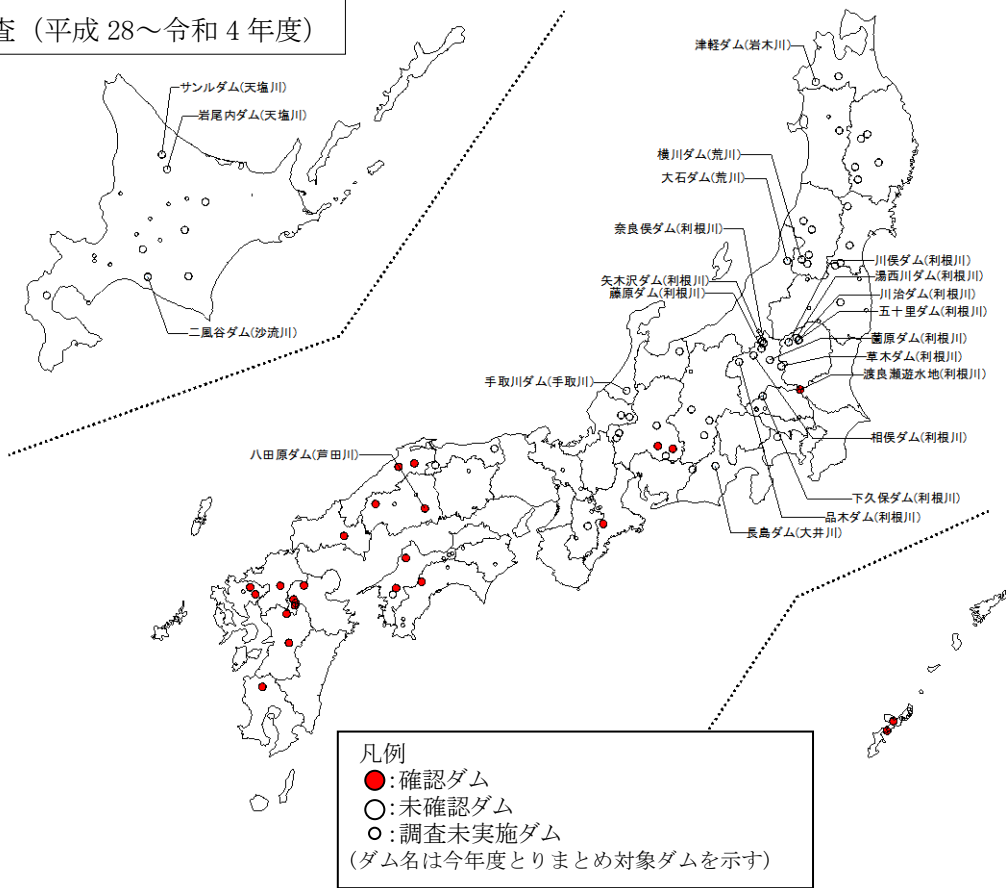 査（平成 28～令和 4 年度）
サンルダム(天塩川)
岩尾内ダム(天塩川)
二風谷ダム(沙流川)
津軽ダム(岩木川)
横川ダム(荒川)
大石ダム(荒川)
奈良俣ダム(利根川)
矢木沢ダム(利根川)
藤原ダム(利根川)
川俣ダム(利根川)
湯西川ダム(利根川)
川治ダム(利根川)
五十里ダム(利根川)
薗原ダム(利根川)
草木ダム(利根川)
渡良瀬遊水地(利根川)
手取川ダム(手取川)
相俣ダム(利根川)
八田原ダム(芦田川)
下久保ダム(利根川)
品木ダム(利根川)
長島ダム(大井川)
凡例
:確認ダム
:未確認ダム
:調査未実施ダム
(ダム名は今年度とりまとめ対象ダムを示す)